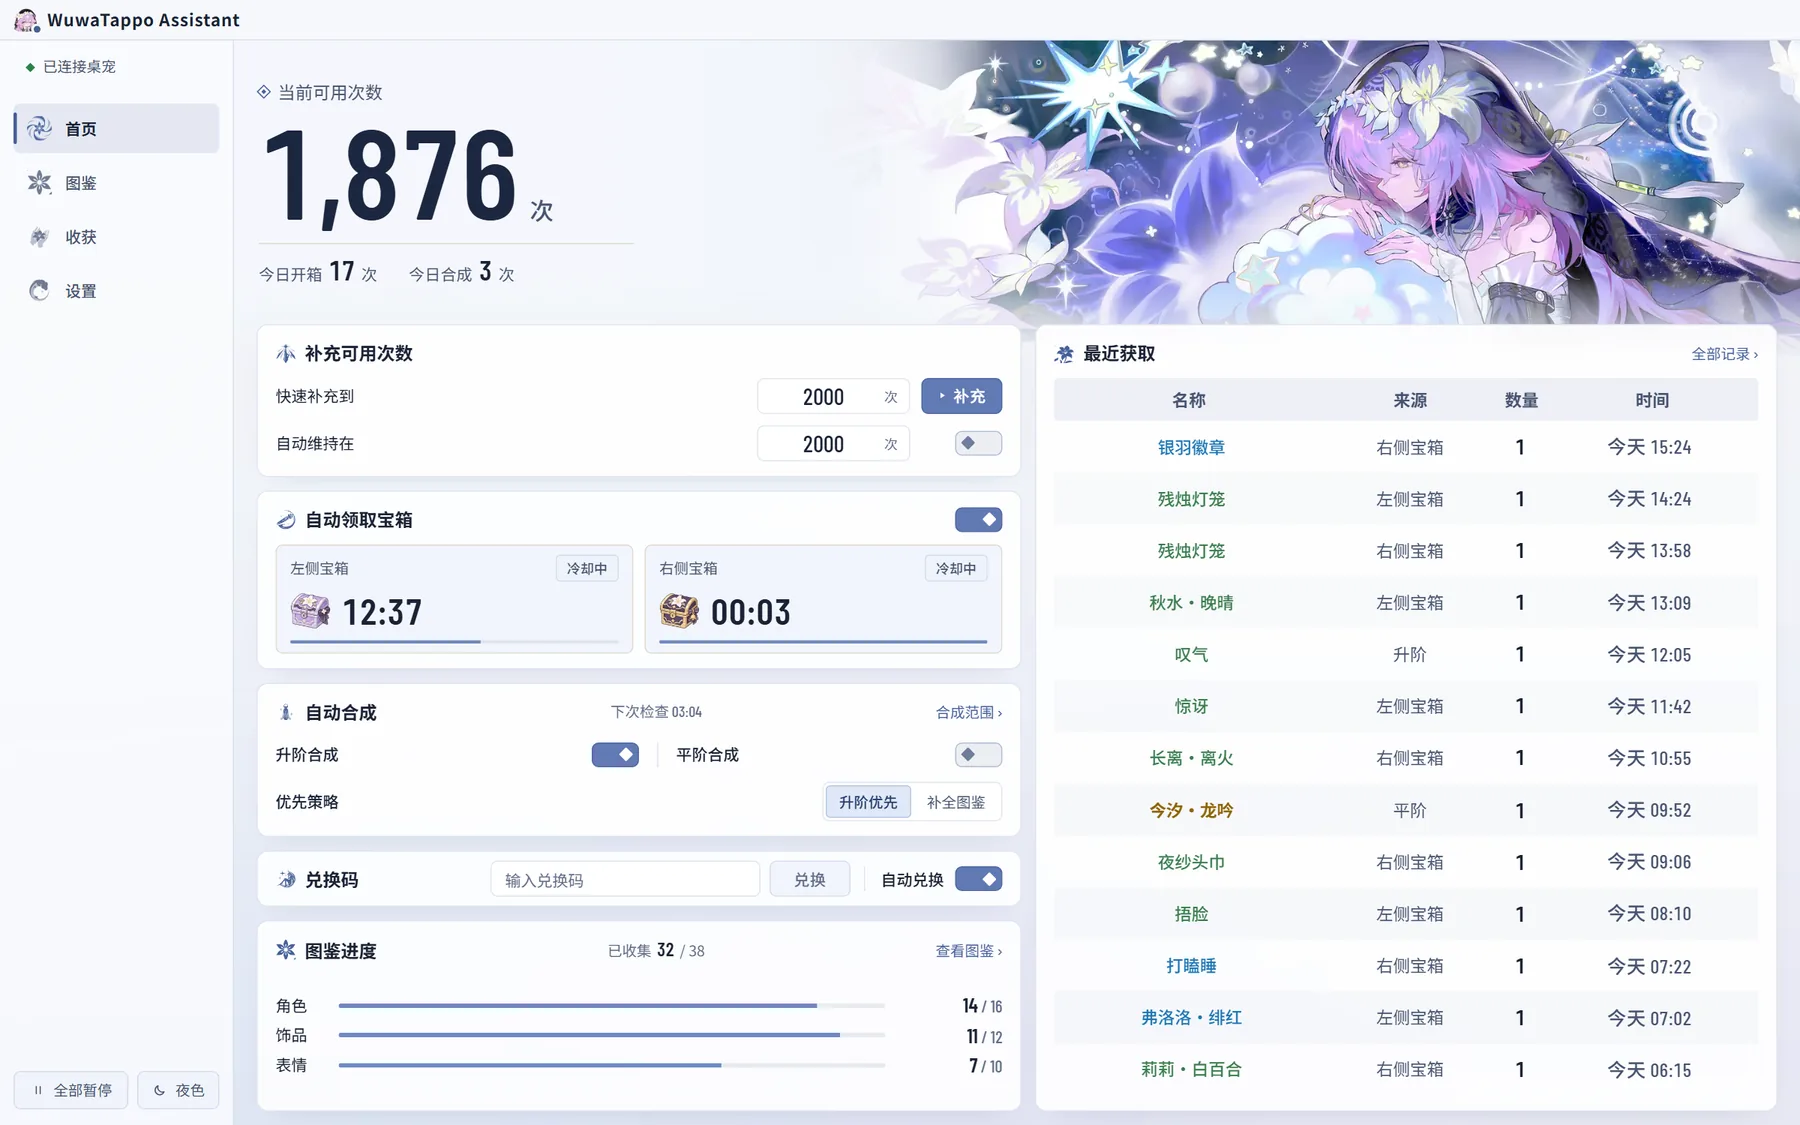 WuwaTappo Assistant
已连接桌宠
首页
图鉴
收获
设置
全部暂停
夜色
当前可用次数
1,876 次
今日开箱 17 次 今日合成 3 次
补充可用次数
快速补充到 2000 次 补充
自动维持在 2000 次
自动领取宝箱
左侧宝箱 冷却中
12:37
右侧宝箱 冷却中
00:03
自动合成 下次检查 03:04 合成范围 ›
升阶合成 平阶合成
优先策略 升阶优先 补全图鉴
兑换码 输入兑换码 兑换 自动兑换
图鉴进度 已收集 32 / 38 查看图鉴 ›
角色 14 / 16
饰品 11 / 12
表情 7 / 10
最近获取 全部记录 ›
名称 来源 数量 时间
银羽徽章 右侧宝箱 1 今天 15:24
残烛灯笼 左侧宝箱 1 今天 14:24
残烛灯笼 右侧宝箱 1 今天 13:58
秋水・晚晴 左侧宝箱 1 今天 13:09
叹气 升阶 1 今天 12:05
惊讶 左侧宝箱 1 今天 11:42
长离・离火 右侧宝箱 1 今天 10:55
今汐・龙吟 平阶 1 今天 09:52
夜纱头巾 右侧宝箱 1 今天 09:06
捂脸 左侧宝箱 1 今天 08:10
打瞌睡 右侧宝箱 1 今天 07:22
弗洛洛・绯红 左侧宝箱 1 今天 07:02
莉莉・白百合 右侧宝箱 1 今天 06:15